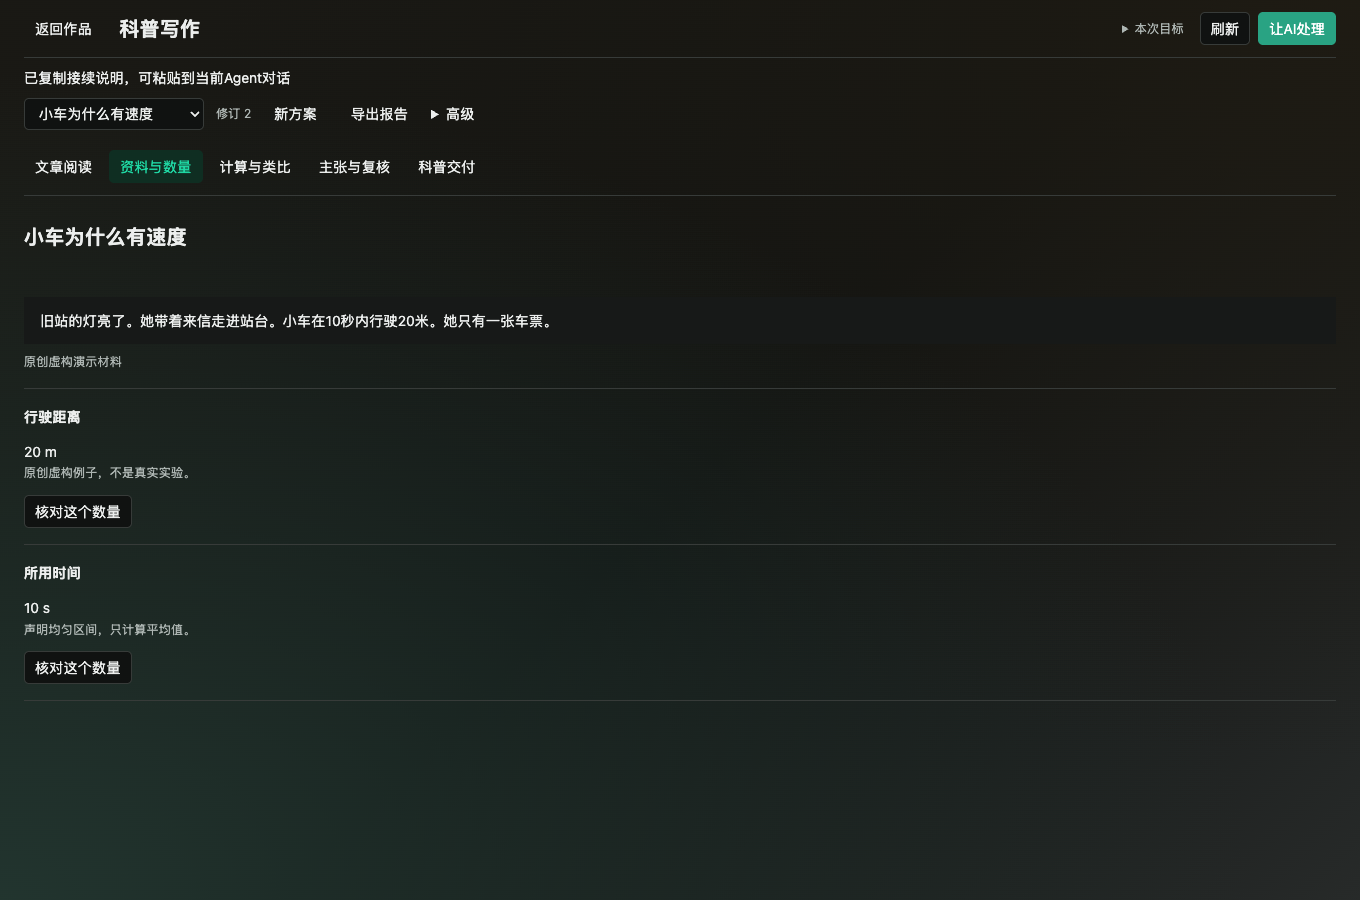 返回作品
科普写作
▶ 本次目标
刷新
让AI处理
已复制接续说明，可粘贴到当前Agent对话
小车为什么有速度
修订 2
新方案
导出报告
▶ 高级
文章阅读
资料与数量
计算与类比
主张与复核
科普交付
小车为什么有速度
旧站的灯亮了。她带着来信走进站台。小车在10秒内行驶20米。她只有一张车票。
原创虚构演示材料
行驶距离
20 m
原创虚构例子，不是真实实验。
核对这个数量
所用时间
10 s
声明均匀区间，只计算平均值。
核对这个数量